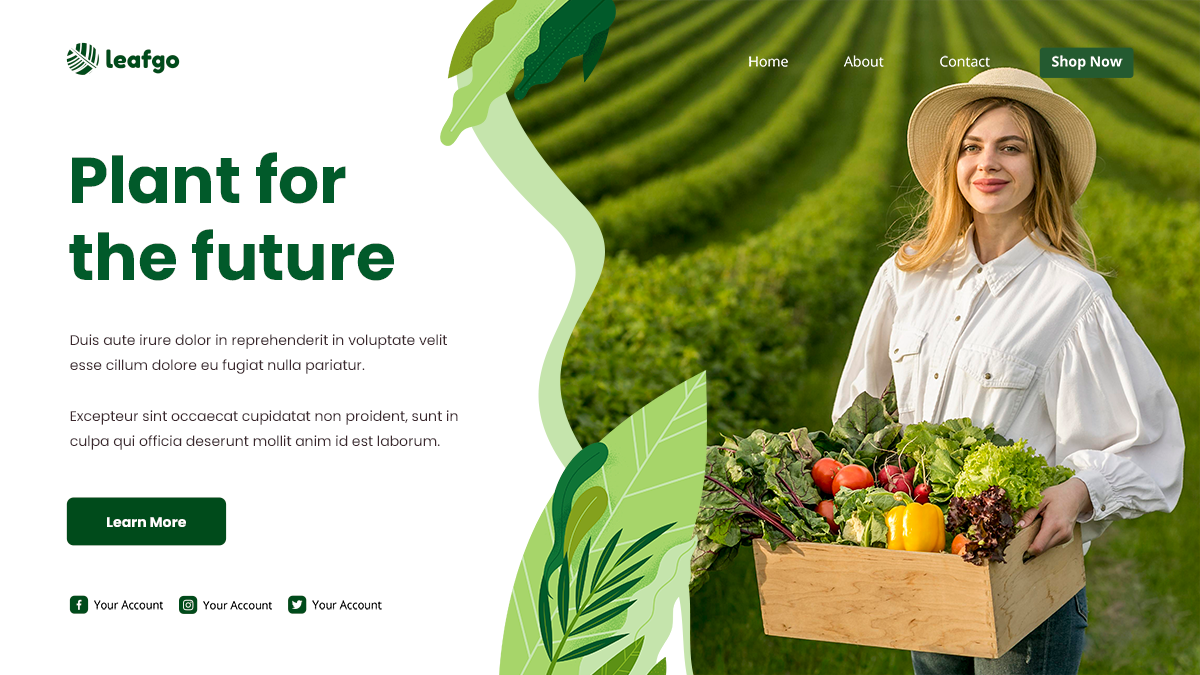 leafgo
Home
About
Contact
Shop Now
Plant for
the future
Duis aute irure dolor in reprehenderit in voluptate velit
esse cillum dolore eu fugiat nulla pariatur.
Excepteur sint occaecat cupidatat non proident, sunt in
culpa qui officia deserunt mollit anim id est laborum.
Learn More
Your Account
Your Account
Your Account